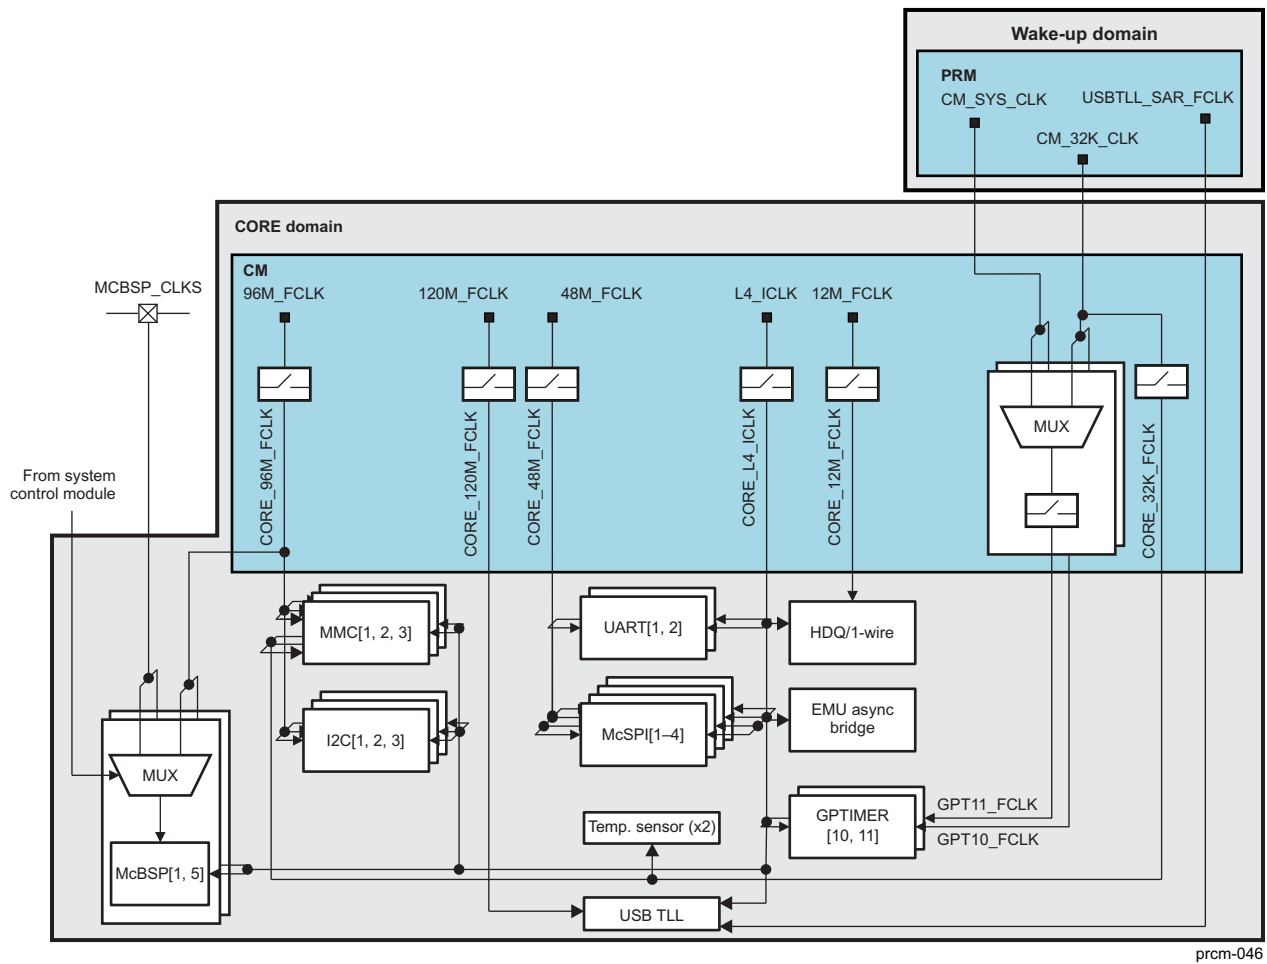 Wake-up domain
PRM
CM_SYS_CLK
USBTLL_SAR_FCLK
CM_32K_CLK
CORE domain
CM
MCBSP_CLKS
96M_FCLK
120M_FCLK
48M_FCLK
L4_ICLK
12M_FCLK
MUX
CORE_96M_FCLK
CORE_120M_FCLK
CORE_48M_FCLK
CORE_L4_ICLK
CORE_12M_FCLK
CORE_32K_FCLK
From system
control module
MMC[1, 2, 3]
UART[1, 2]
HDQ/1-wire
I2C[1, 2, 3]
McSPI[1–4]
EMU async
bridge
MUX
McBSP[1, 5]
Temp. sensor (x2)
GPTIMER
[10, 11]
GPT11_FCLK
GPT10_FCLK
USB TLL
prcm-046